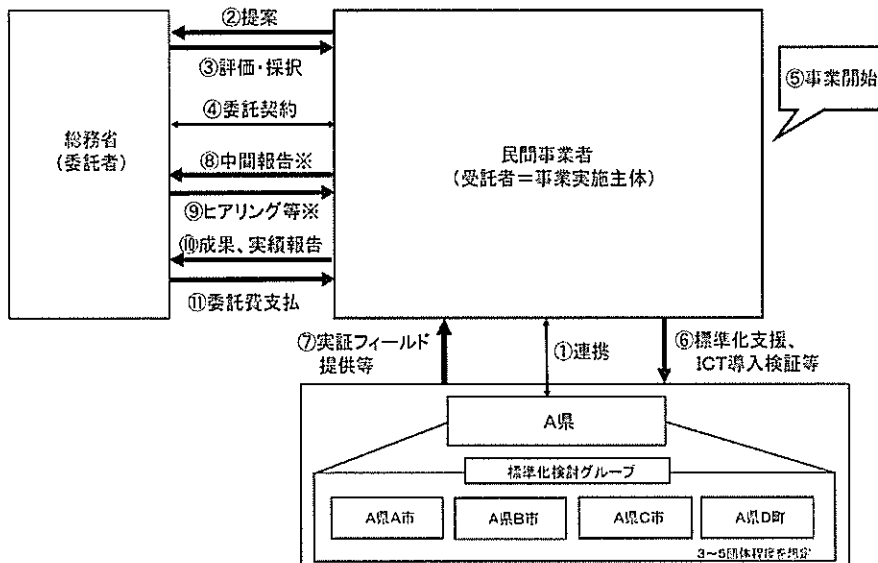 ②提案
③評価・採択
⑤事業開始
④委託契約
総務省
(委託者)
民間事業者
(受託者＝事業実施主体)
⑧中間報告※
⑨ヒアリング等※
⑩成果、実績報告
⑪委託費支払
⑦実証フィールド
提供等
①連携
⑥標準化支援、
ICT導入検証等
A県
標準化検討グループ
A県A市
A県B市
A県C市
A県D町
3～5団体程度を想定